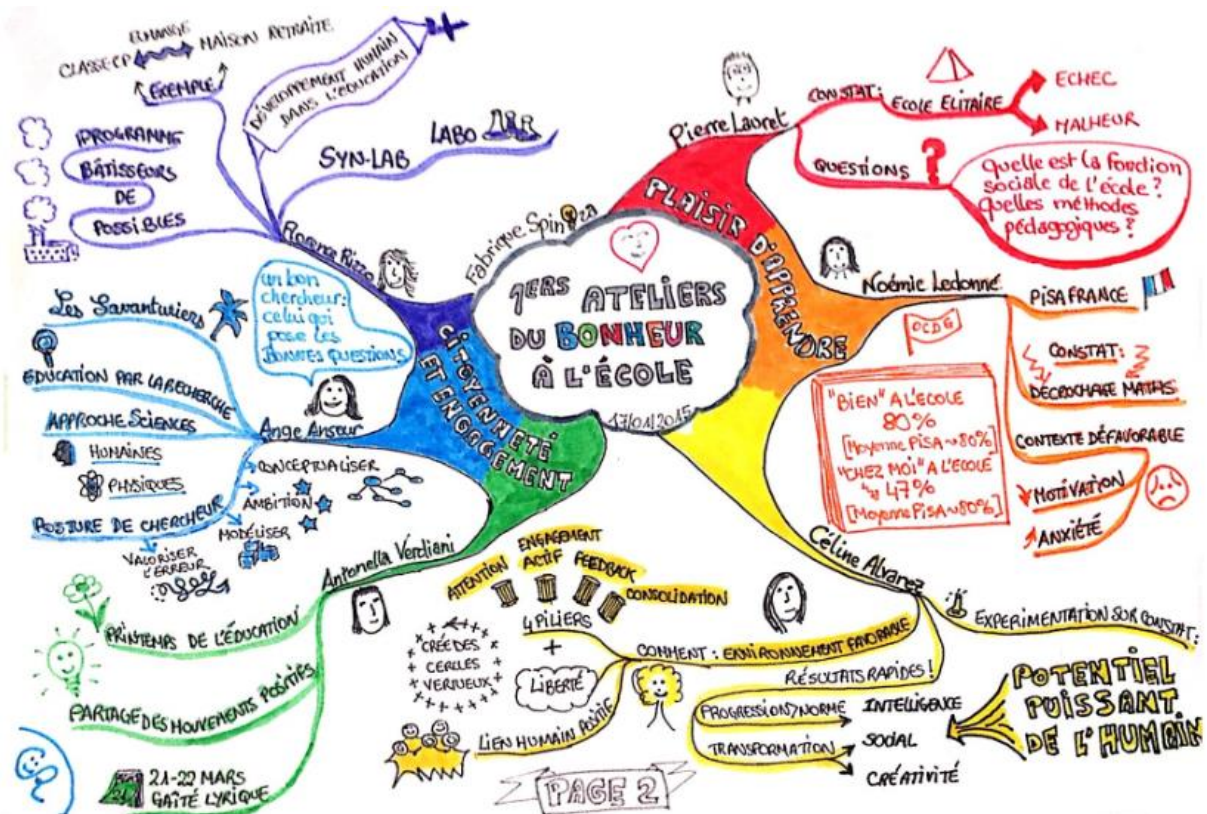 Fabrique Spinoza
1ERS ATELIERS
DU BONHEUR
À L'ÉCOLE
17/01/2015
PLAISIR D'APPRENDRE
Pierre Lauret
CONSTAT:
ECOLE ELITAIRE
ECHEC
MALHEUR
QUESTIONS ?
Quelle est la fonction
sociale de l'école ?
Quelles méthodes
pédagogiques ?
Noémie Ledonné
PISA FRANCE
CONSTAT:
DÉCROCHAGE MATHS
CONTEXTE DÉFAVORABLE
MOTIVATION
ANXIÉTÉ
OCDE
"BIEN" A L'ECOLE
80%
[Moyenne PISA ~80%]
"CHEZ MOI" A L'ECOLE
47%
[Moyenne PISA ~80%]
Céline Alvarez
EXPERIMENTATION SUR CONSTAT:
POTENTIEL
PUISSANT
DE L'HUMAIN
RÉSULTATS RAPIDES !
PROGRESSION > NORME
TRANSFORMATION
INTELLIGENCE
SOCIAL
CRÉATIVITÉ
COMMENT : ENVIRONNEMENT FAVORABLE
4 PILIERS
ATTENTION
ENGAGEMENT
ACTIF
FEEDBACK
CONSOLIDATION
+
LIBERTÉ
LIEN HUMAIN POSITIF
CRÉE DES
CERCLES
VERTUEUX
PAGE 2
CITOYENNETÉ
ET ENGAGEMENT
SYN-LAB
LABO
DÉVELOPPEMENT HUMAIN
DANS L'ÉDUCATION
EXEMPLE
CLASSE CP
ECHANGE
MAISON RETRAITE
PROGRAMME
BÂTISSEURS
DE
POSSIBLES
Ange Ansour
un bon
chercheur:
celui qui
pose les
BONNES QUESTIONS
Les Savanturiers
EDUCATION PAR LA RECHERCHE
APPROCHE SCIENCES
HUMAINES
PHYSIQUES
POSTURE DE CHERCHEUR
CONCEPTUALISER
AMBITION
MODÉLISER
VALORISER
L'ERREUR
Antonella Verdiani
PRINTEMPS DE L'ÉDUCATION
PARTAGE DES MOUVEMENTS POSITIFS
21-22 MARS
GAÎTÉ LYRIQUE